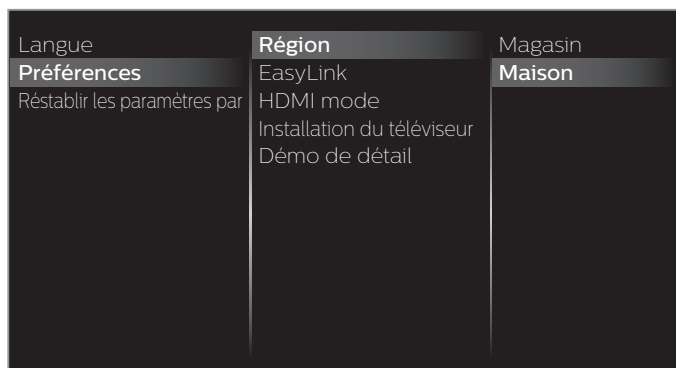 Langue
Préférences
Réstablir les paramètres par
Région
EasyLink
HDMI mode
Installation du téléviseur
Démo de détail
Magasin
Maison